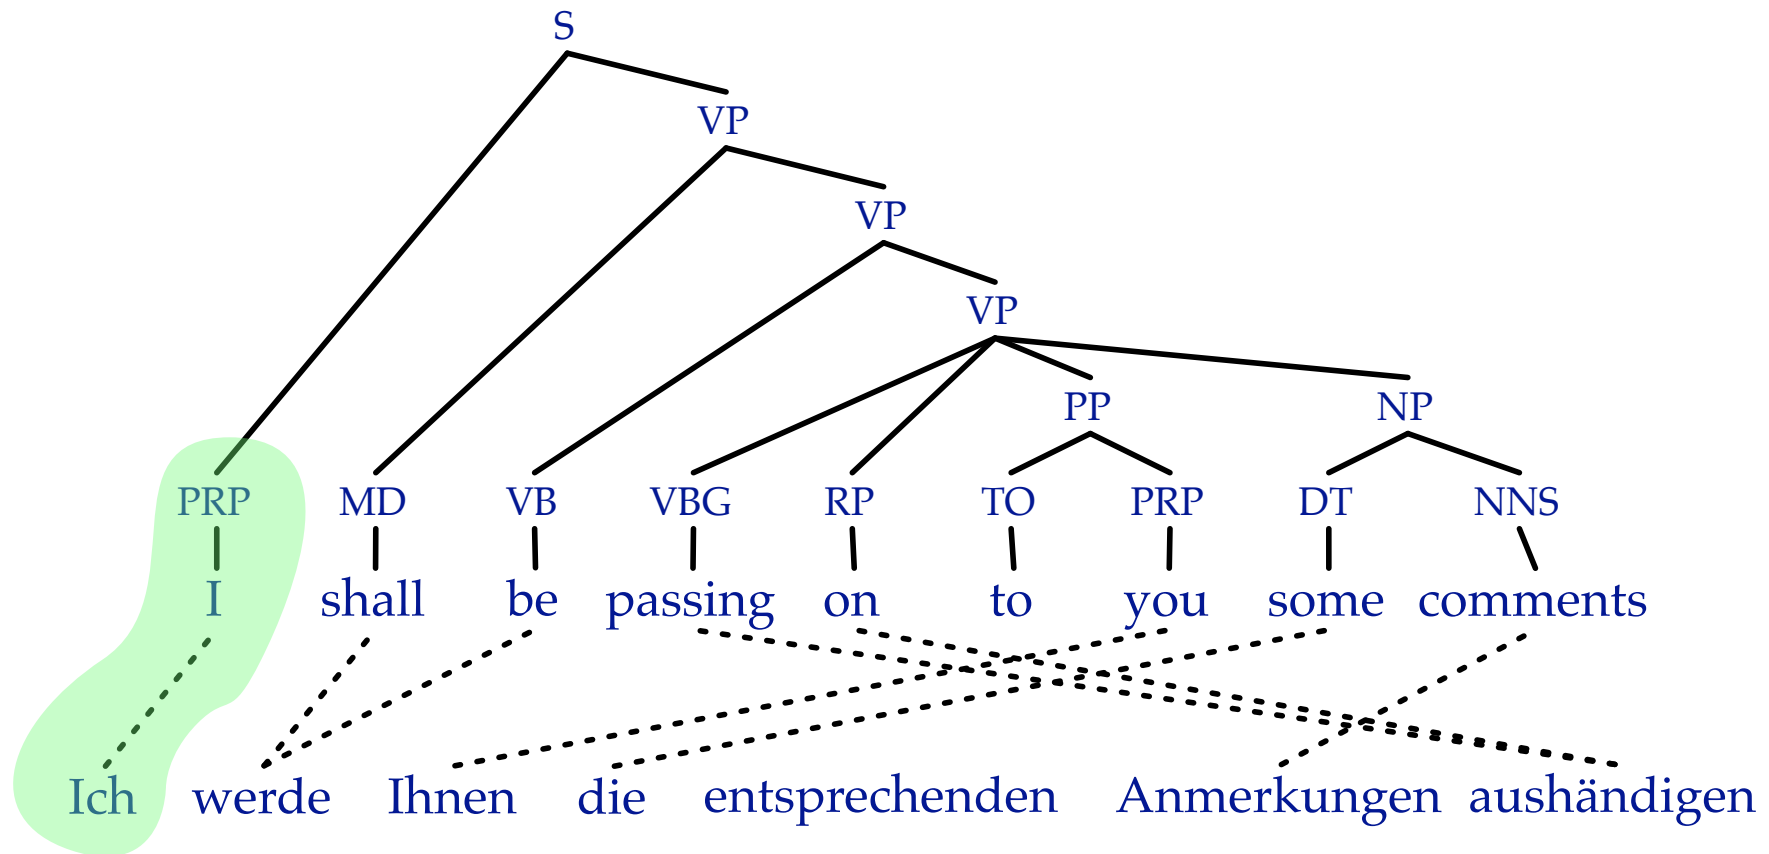 S
VP
VP
VP
PP NP
PRP MD VB VBG RP TO PRP DT NNS
I shall be passing on to you some comments
Ich werde Ihnen die entsprechenden Anmerkungen aushändigen